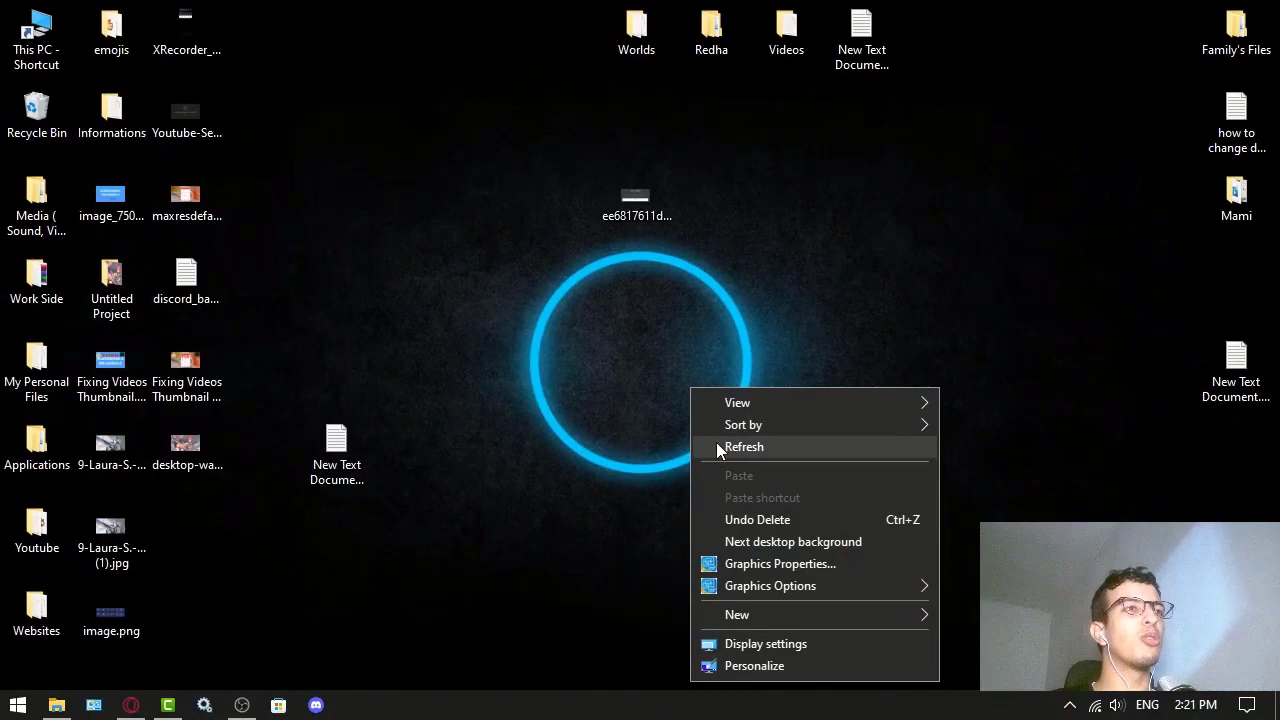 This PC -
Shortcut
emojis
XRecorder_...
Worlds
Redha
Videos
New Text
Docume...
Family's Files
Recycle Bin
Informations
Youtube-Se...
how to
change d...
Media (
Sound, Vi...
image_750...
maxresdefa...
ee6817611d...
Mami
Work Side
Untitled
Project
discord_ba...
My Personal
Files
Fixing Videos
Thumbnail....
Fixing Videos
Thumbnail ...
New Text
Document....
Applications
9-Laura-S.-...
desktop-wa...
New Text
Docume...
Youtube
9-Laura-S.-...
(1).jpg
Websites
image.png
View
Sort by
Refresh
Paste
Paste shortcut
Undo Delete Ctrl+Z
Next desktop background
Graphics Properties...
Graphics Options
New
Display settings
Personalize
ENG
2:21 PM